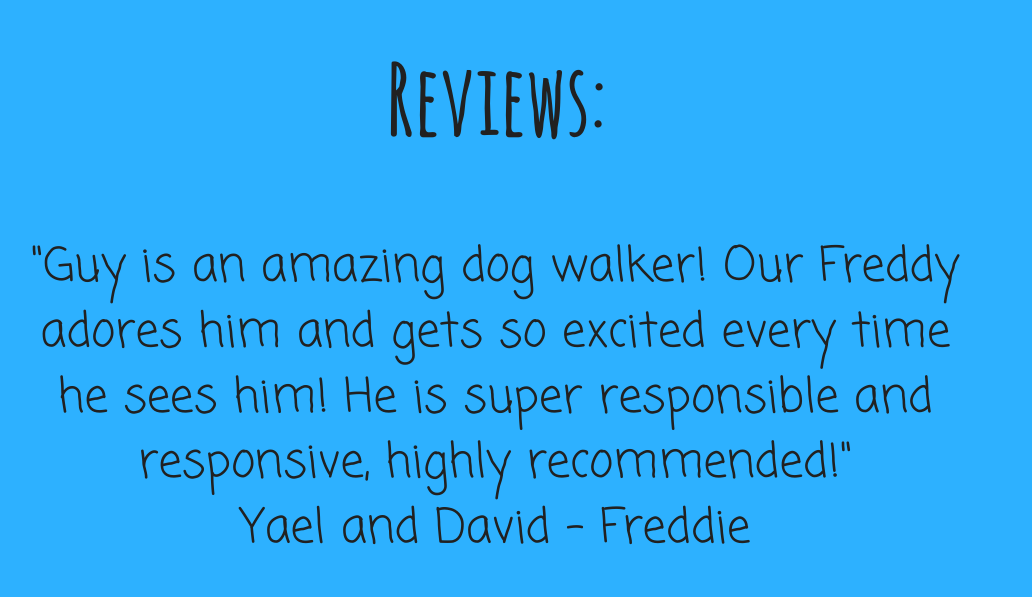 Reviews:
"Guy is an amazing dog walker! Our Freddy
adores him and gets so excited every time
he sees him! He is super responsible and
responsive, highly recommended!"
Yael and David - Freddie